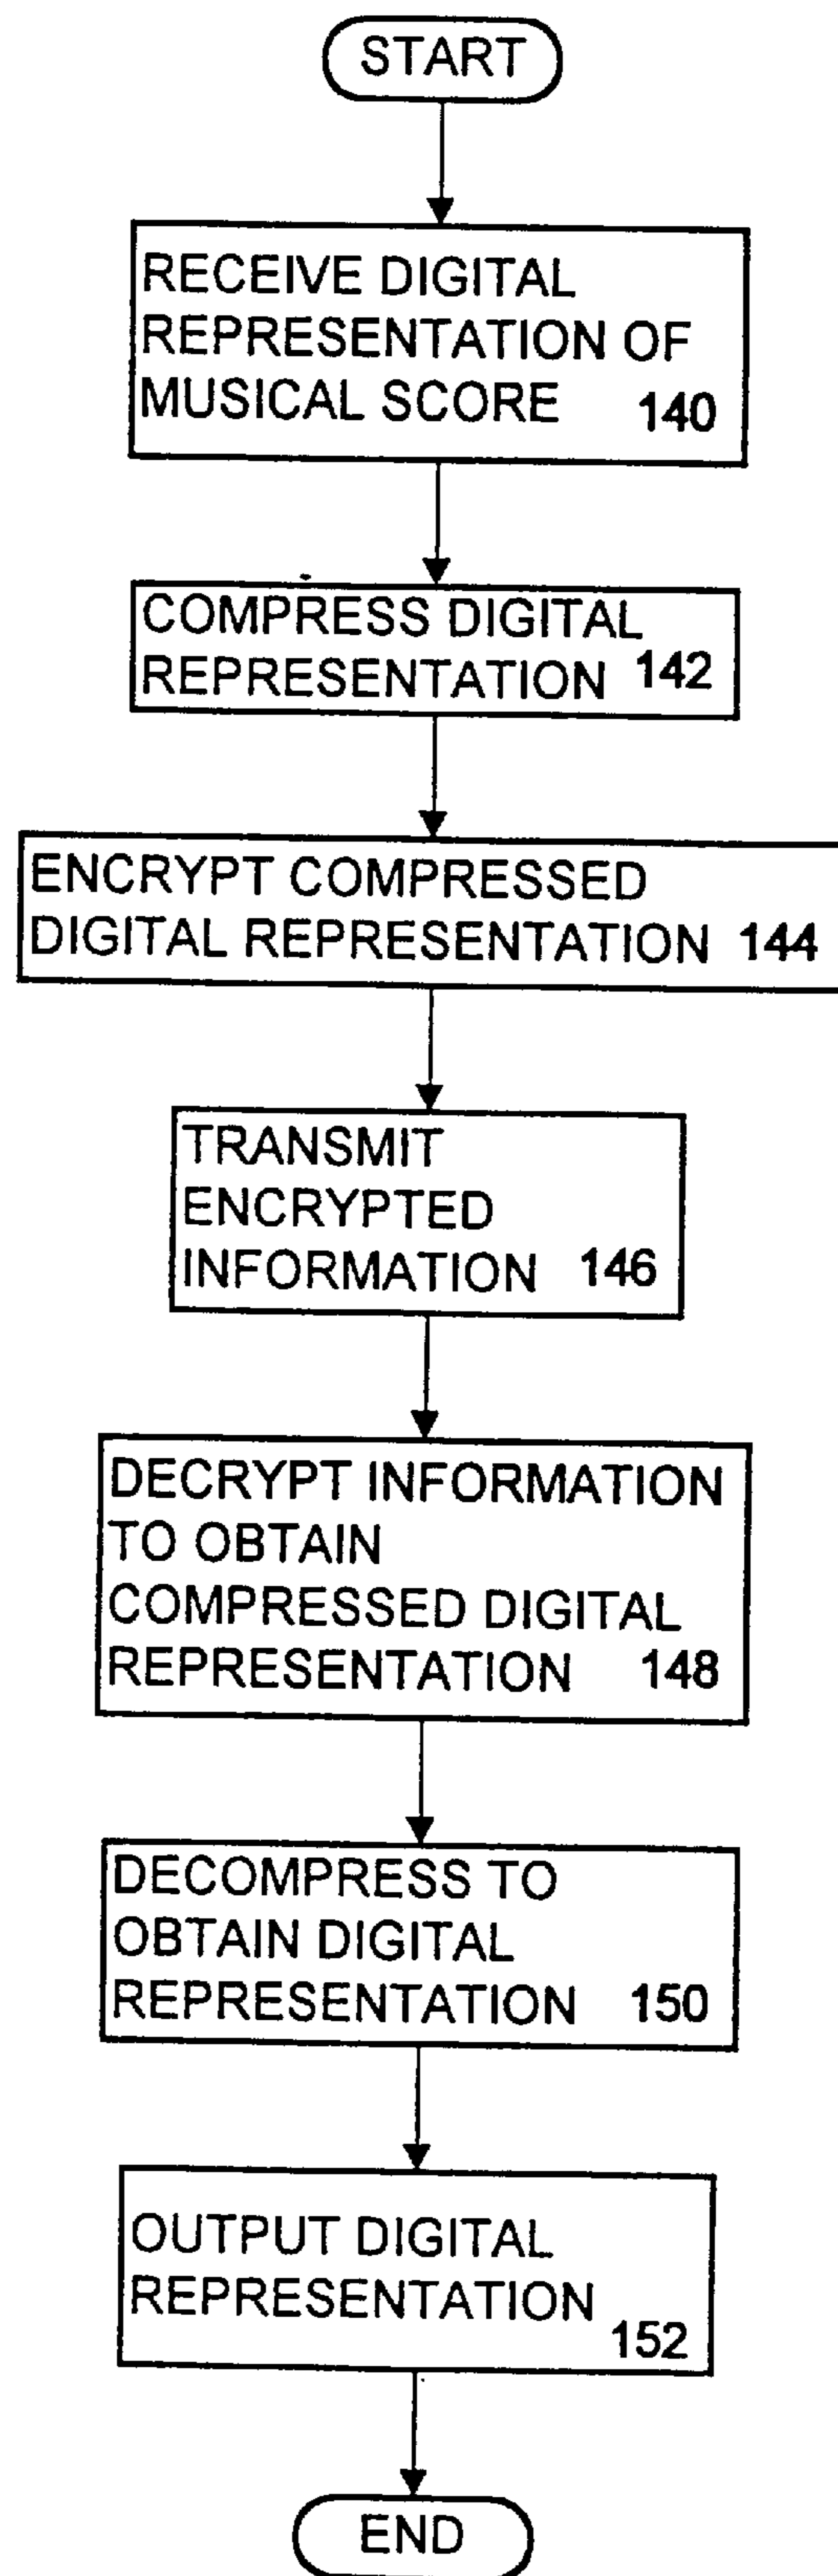 START
RECEIVE DIGITAL
REPRESENTATION OF
MUSICAL SCORE 140
COMPRESS DIGITAL
REPRESENTATION 142
ENCRYPT COMPRESSED
DIGITAL REPRESENTATION 144
TRANSMIT
ENCRYPTED
INFORMATION 146
DECRYPT INFORMATION
TO OBTAIN
COMPRESSED DIGITAL
REPRESENTATION 148
DECOMPRESS TO
OBTAIN DIGITAL
REPRESENTATION 150
OUTPUT DIGITAL
REPRESENTATION
152
END